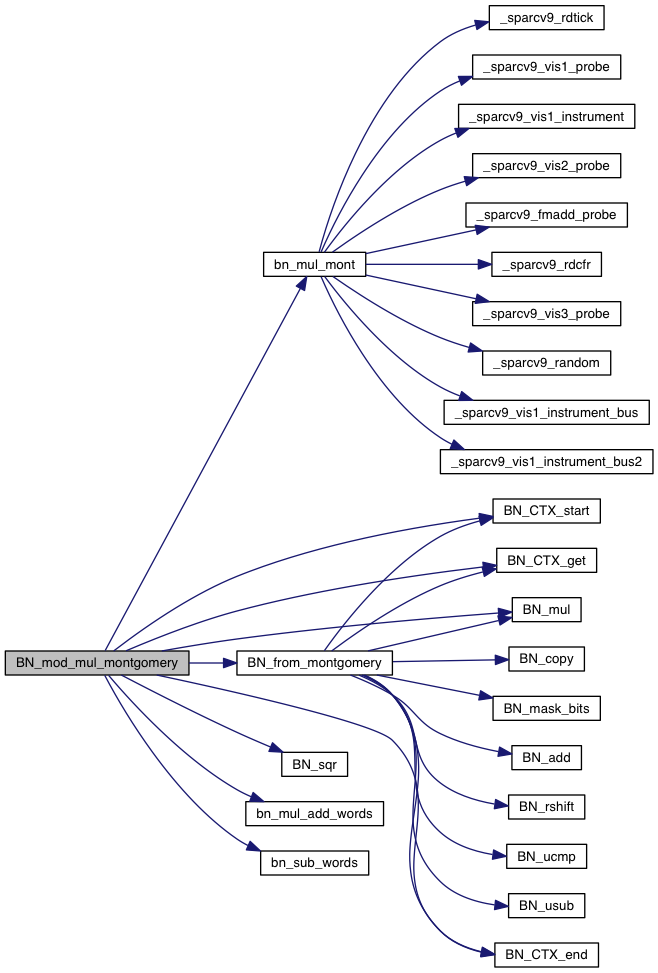 _sparcv9_rdtick
_sparcv9_vis1_probe
_sparcv9_vis1_instrument
_sparcv9_vis2_probe
_sparcv9_fmadd_probe
bn_mul_mont
_sparcv9_rdcfr
_sparcv9_vis3_probe
_sparcv9_random
_sparcv9_vis1_instrument_bus
_sparcv9_vis1_instrument_bus2
BN_CTX_start
BN_CTX_get
BN_mul
BN_mod_mul_montgomery
BN_from_montgomery
BN_copy
BN_mask_bits
BN_add
BN_sqr
BN_rshift
bn_mul_add_words
BN_ucmp
bn_sub_words
BN_usub
BN_CTX_end